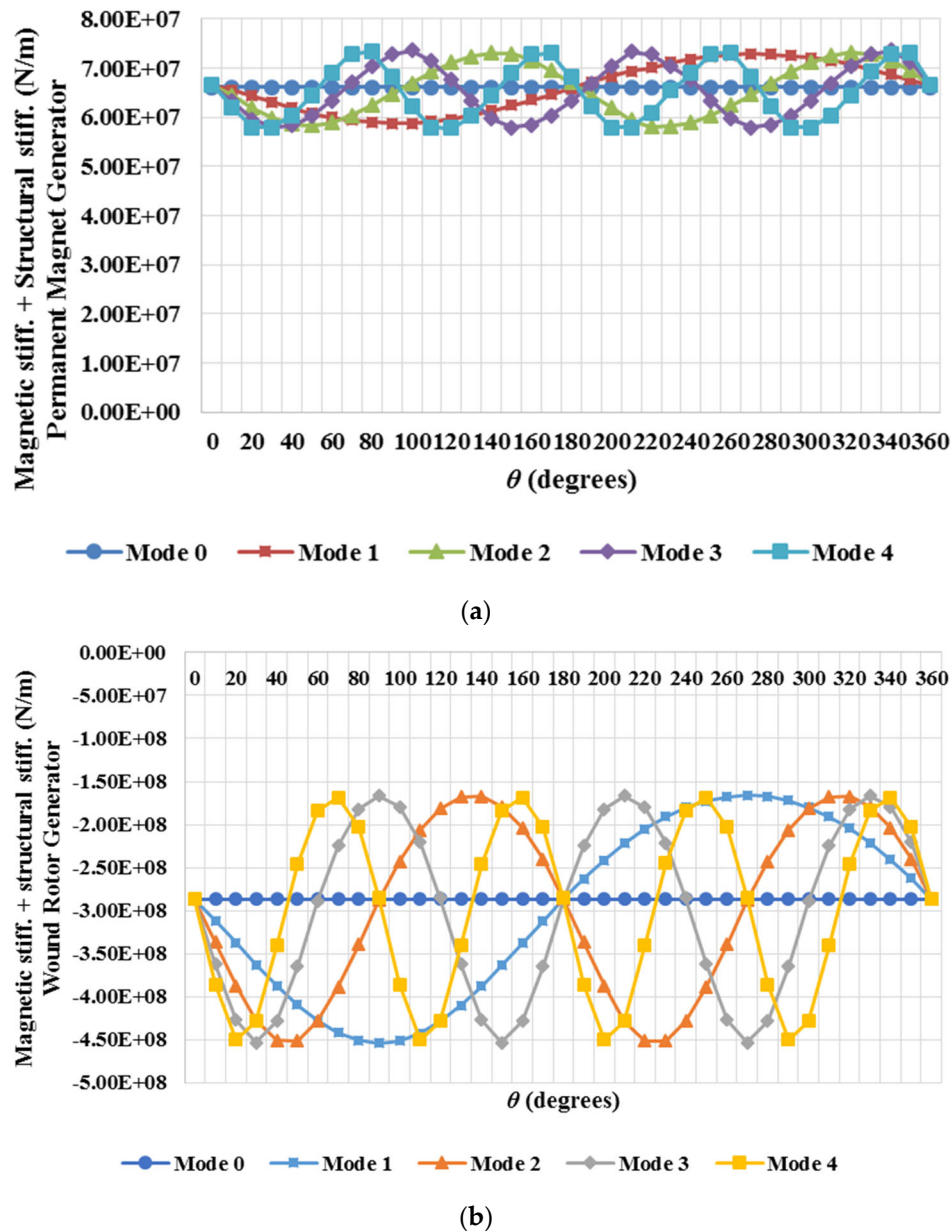 Magnetic stiff. + Structural stiff. (N/m)
Permanent Magnet Generator
8.00E+07
7.00E+07
6.00E+07
5.00E+07
4.00E+07
3.00E+07
2.00E+07
1.00E+07
0.00E+00
0 20 40 60 80 100 120 140 160 180 200 220 240 260 280 300 320 340 360
θ (degrees)
Mode 0 Mode 1 Mode 2 Mode 3 Mode 4
(a)
Magnetic stiff. + structural stiff. (N/m)
Wound Rotor Generator
0.00E+00
0 20 40 60 80 100 120 140 160 180 200 220 240 260 280 300 320 340 360
-5.00E+07
-1.00E+08
-1.50E+08
-2.00E+08
-2.50E+08
-3.00E+08
-3.50E+08
-4.00E+08
-4.50E+08
-5.00E+08
θ (degrees)
Mode 0 Mode 1 Mode 2 Mode 3 Mode 4
(b)